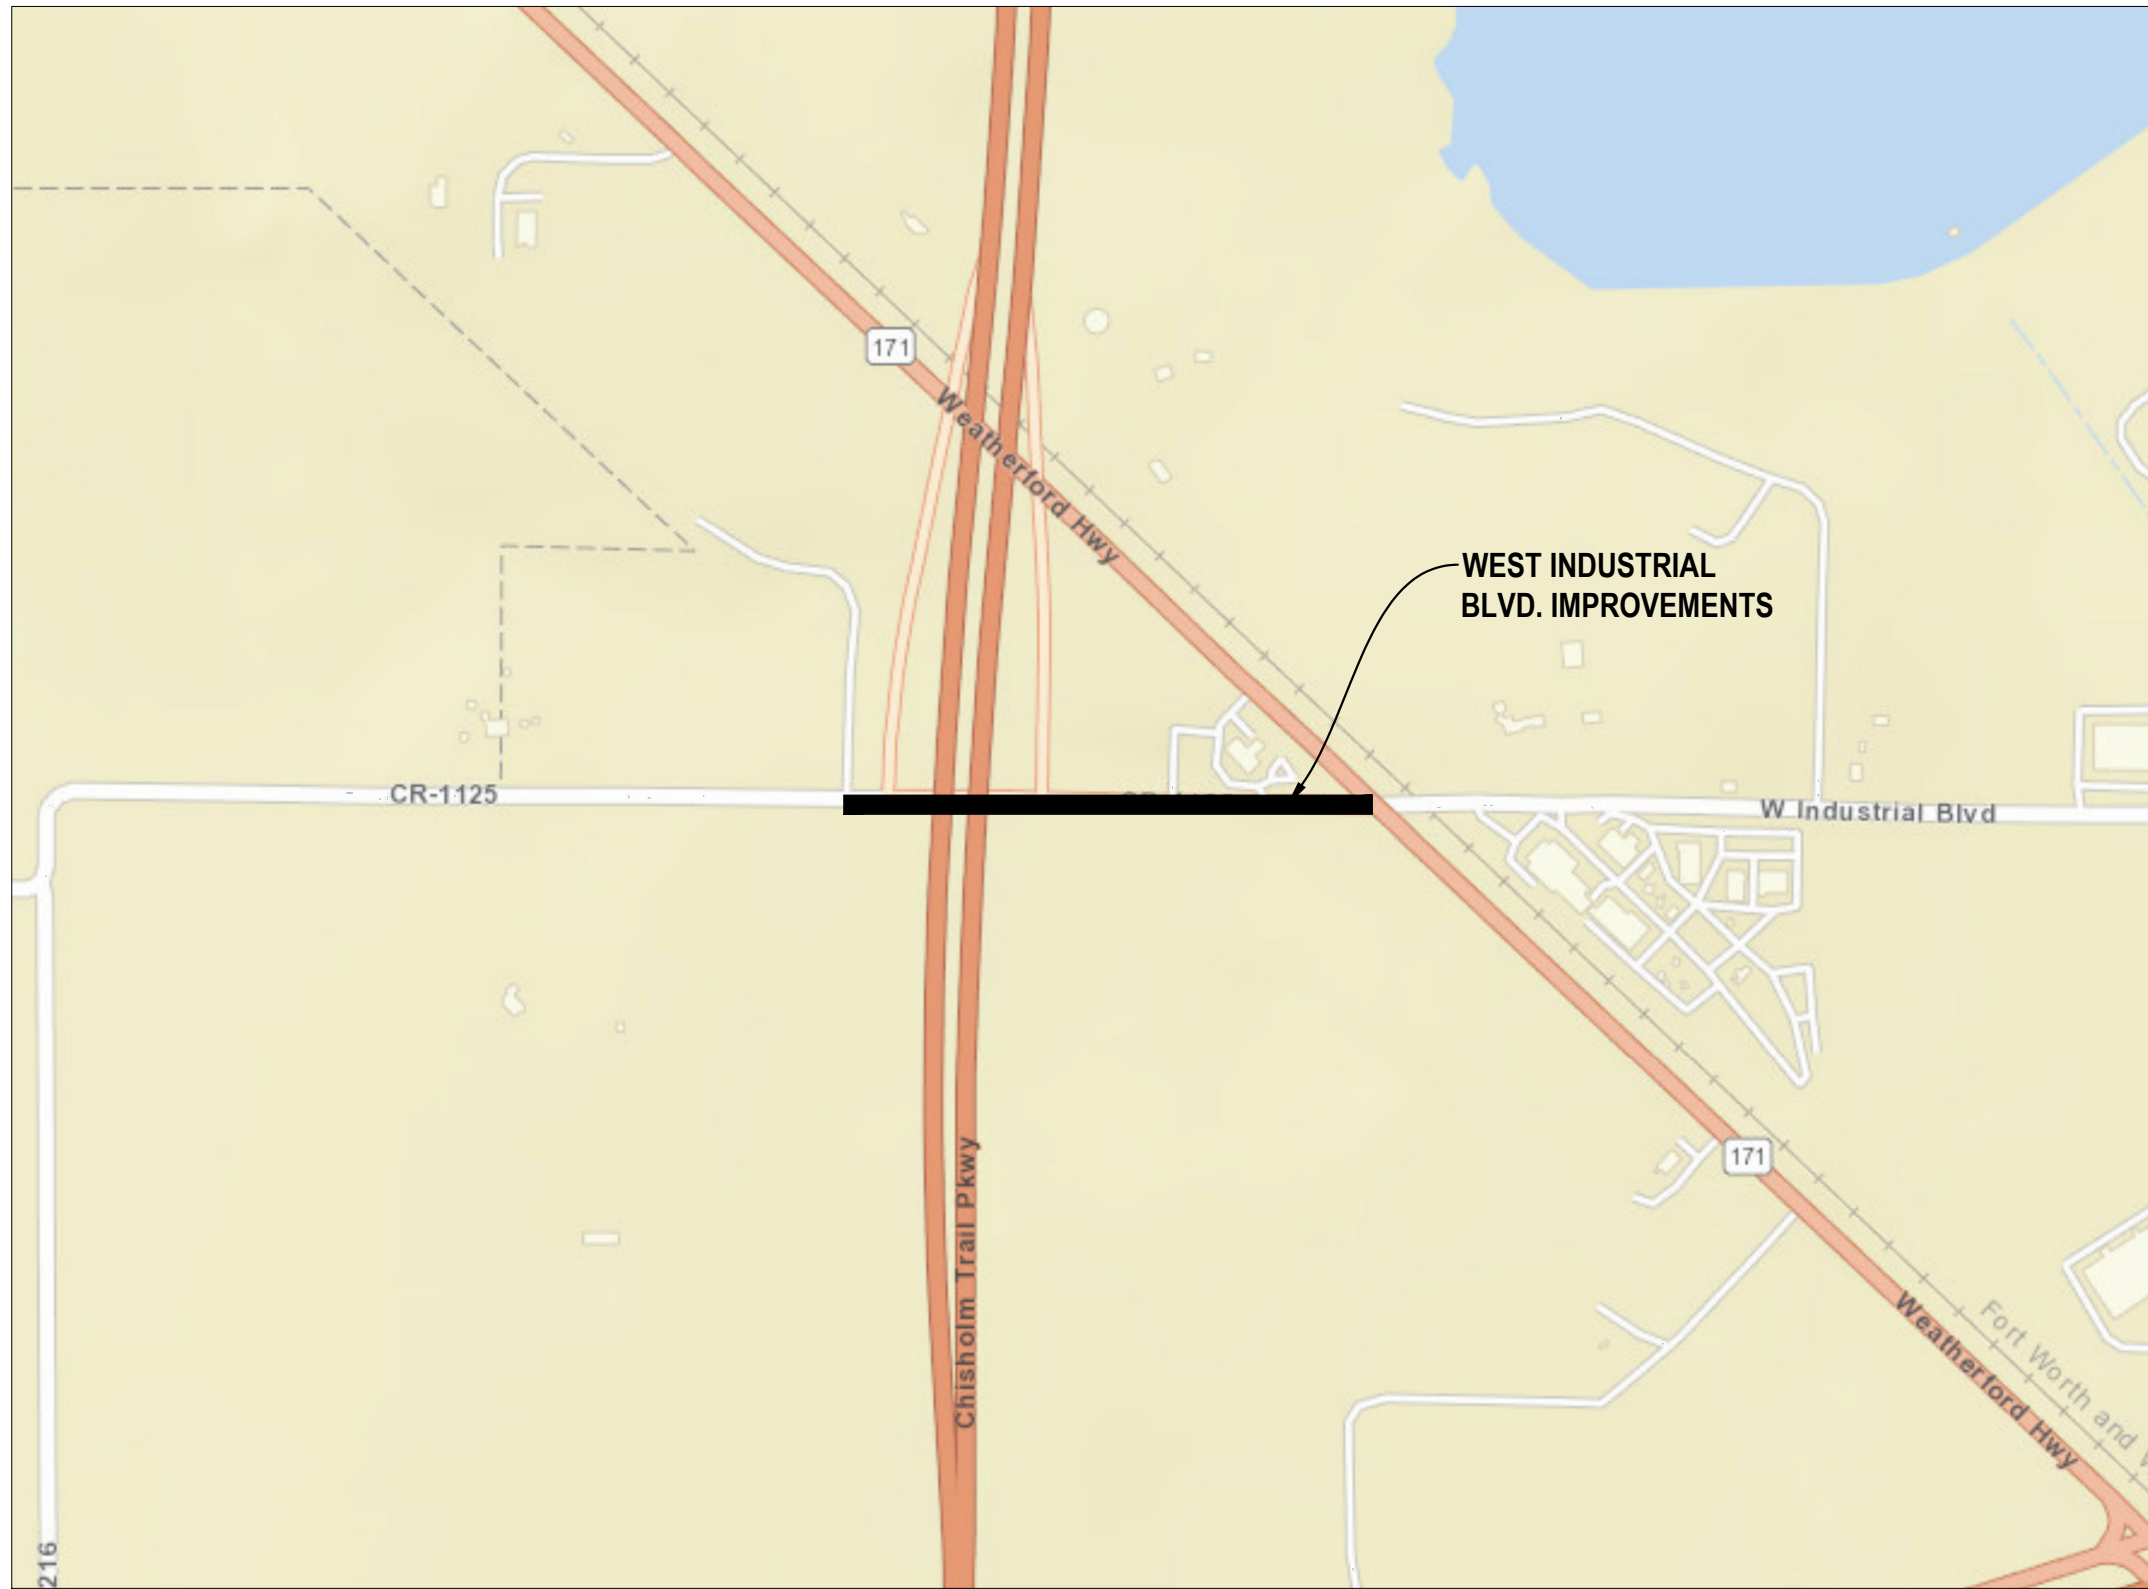 171
Weatherford Hwy
WEST INDUSTRIAL
BLVD. IMPROVEMENTS
CR-1125
W Industrial Blvd
171
Chisholm Trail Pkwy
Weatherford Hwy
Fort Worth and
216